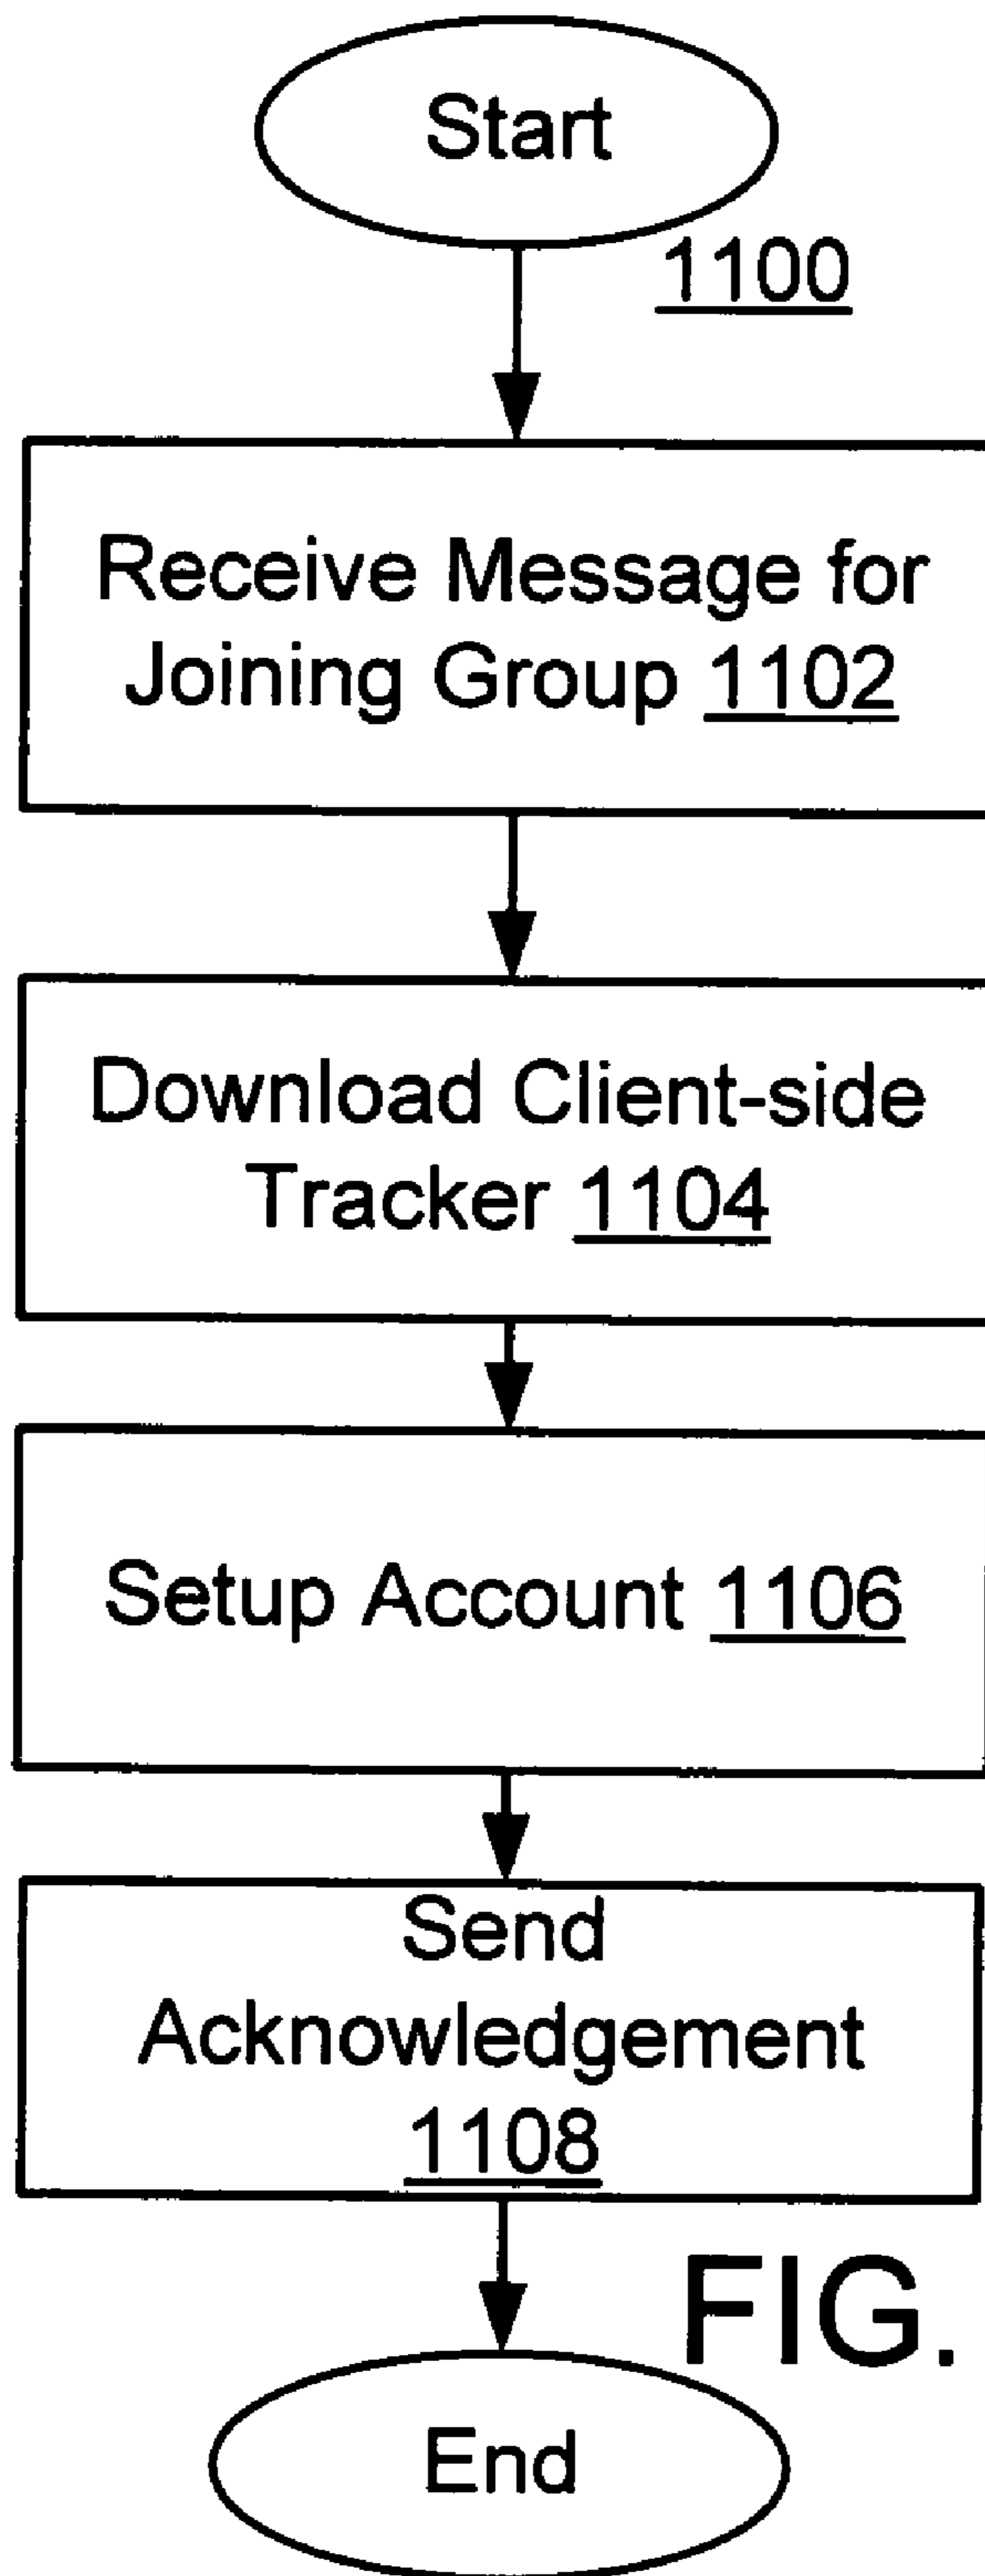 Start
1100
Receive Message for
Joining Group 1102
Download Client-side
Tracker 1104
Setup Account 1106
Send
Acknowledgement
1108
FIG.
End